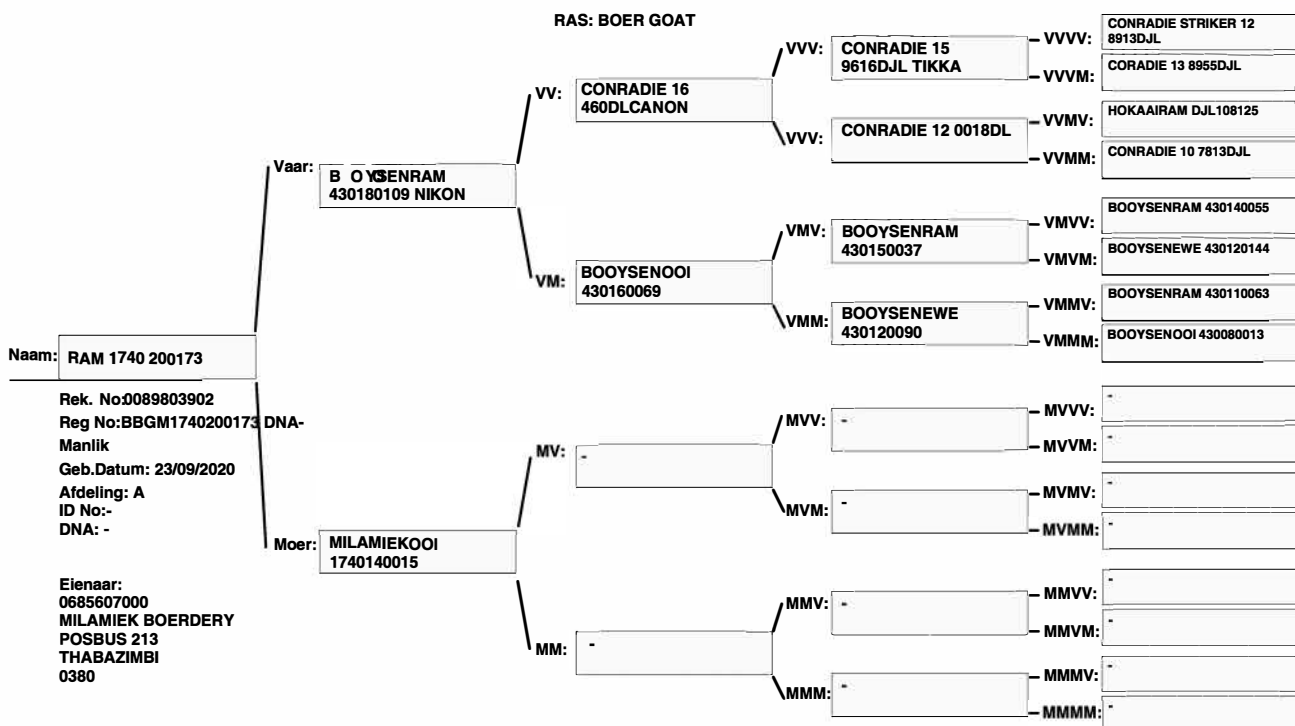 RAS: BOER GOAT
Naam: RAM 1740 200173
Rek. No:0089803902
Reg No:BBGM1740200173 DNA-
Manlik
Geb.Datum: 23/09/2020
Afdeling: A
ID No:-
DNA: -
Eienaar:
0685607000
MILAMIEK BOERDERY
POSBUS 213
THABAZIMBI
0380
Vaar:
430180109 NIKON
Moer: MILAMIEKOOI
1740140015
VV: CONRADIE 16
460DLCANON
VM: BOOYSENOOI
430160069
MV: -
MM: -
VVV: CONRADIE 15
9616DJL TIKKA
VVV: CONRADIE 12 0018DL
VMV: BOOYSENRAM
430150037
VMM: BOOYSENEWE
430120090
MVV: -
MVM: -
MMV: -
MMM: -
VVVV: CONRADIE STRIKER 12
8913DJL
VVVM: CORADIE 13 8955DJL
VVMV: HOKAAIRAM DJL108125
VVMM: CONRADIE 10 7813DJL
VMVV: BOOYSENRAM 430140055
VMVM: BOOYSENEWE 430120144
VMMV: BOOYSENRAM 430110063
VMMM: BOOYSENOOI 430080013
MVVV: -
MVVM: -
MVMV: -
MVMM: -
MMVV: -
MMVM: -
MMMV: -
MMMM: -